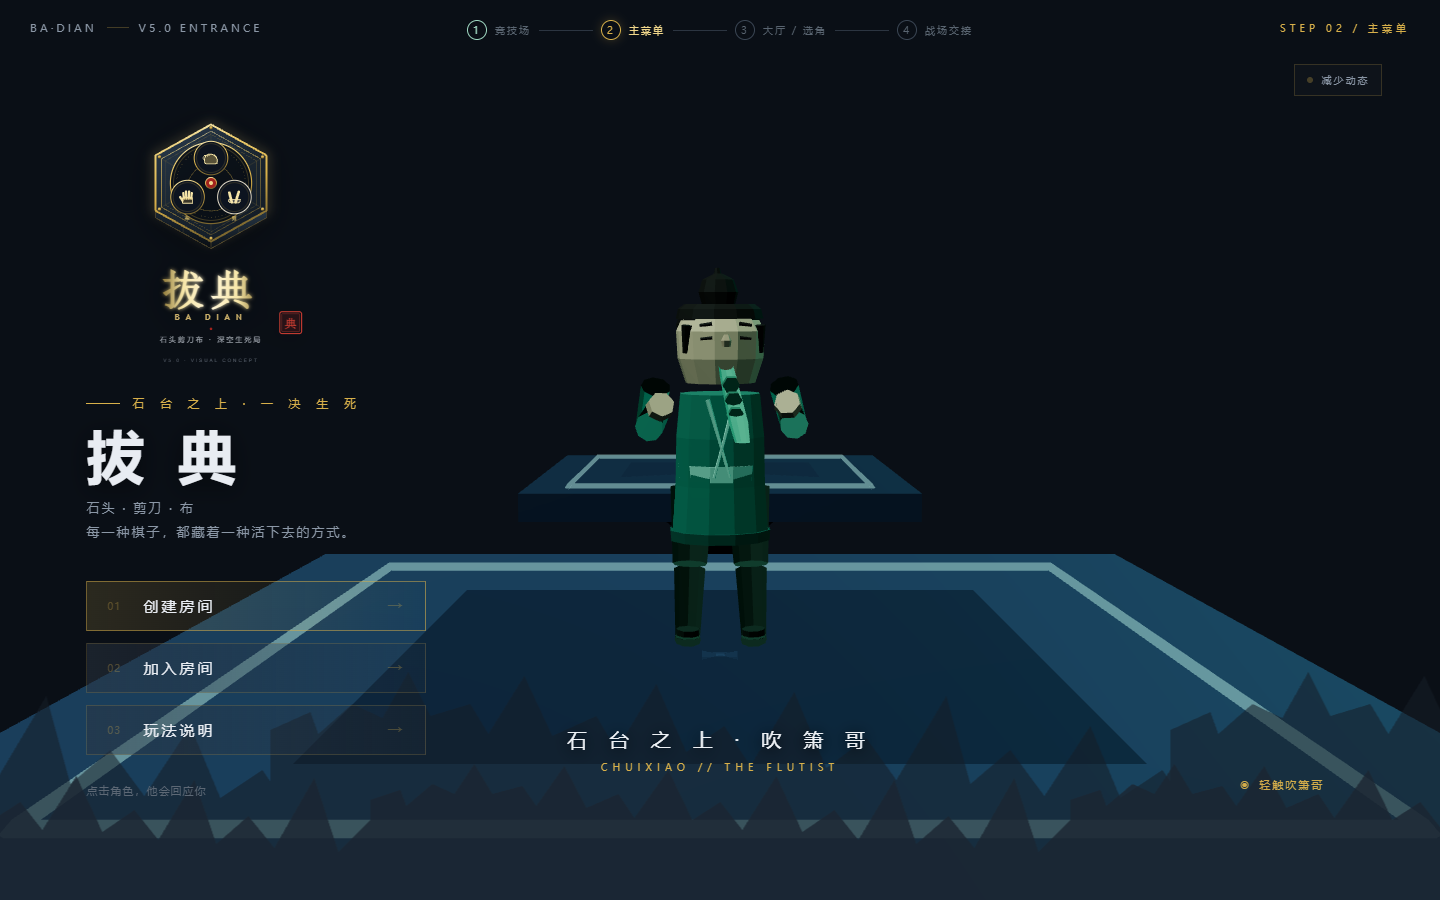 BA·DIAN — V5.0 ENTRANCE
1 竞技场 2 主菜单 3 大厅 / 选角 4 战场交接
STEP 02 / 主菜单
减少动态
拔典
BA DIAN
典
石头剪刀布 · 深空生死局
V5.0 · VISUAL CONCEPT
石台之上·一决生死
拔典
石头 · 剪刀 · 布
每一种棋子，都藏着一种活下去的方式。
01 创建房间 →
02 加入房间 →
03 玩法说明 →
点击角色，他会回应你
石台之上·吹箫哥
CHUIXIAO // THE FLUTIST
轻触吹箫哥